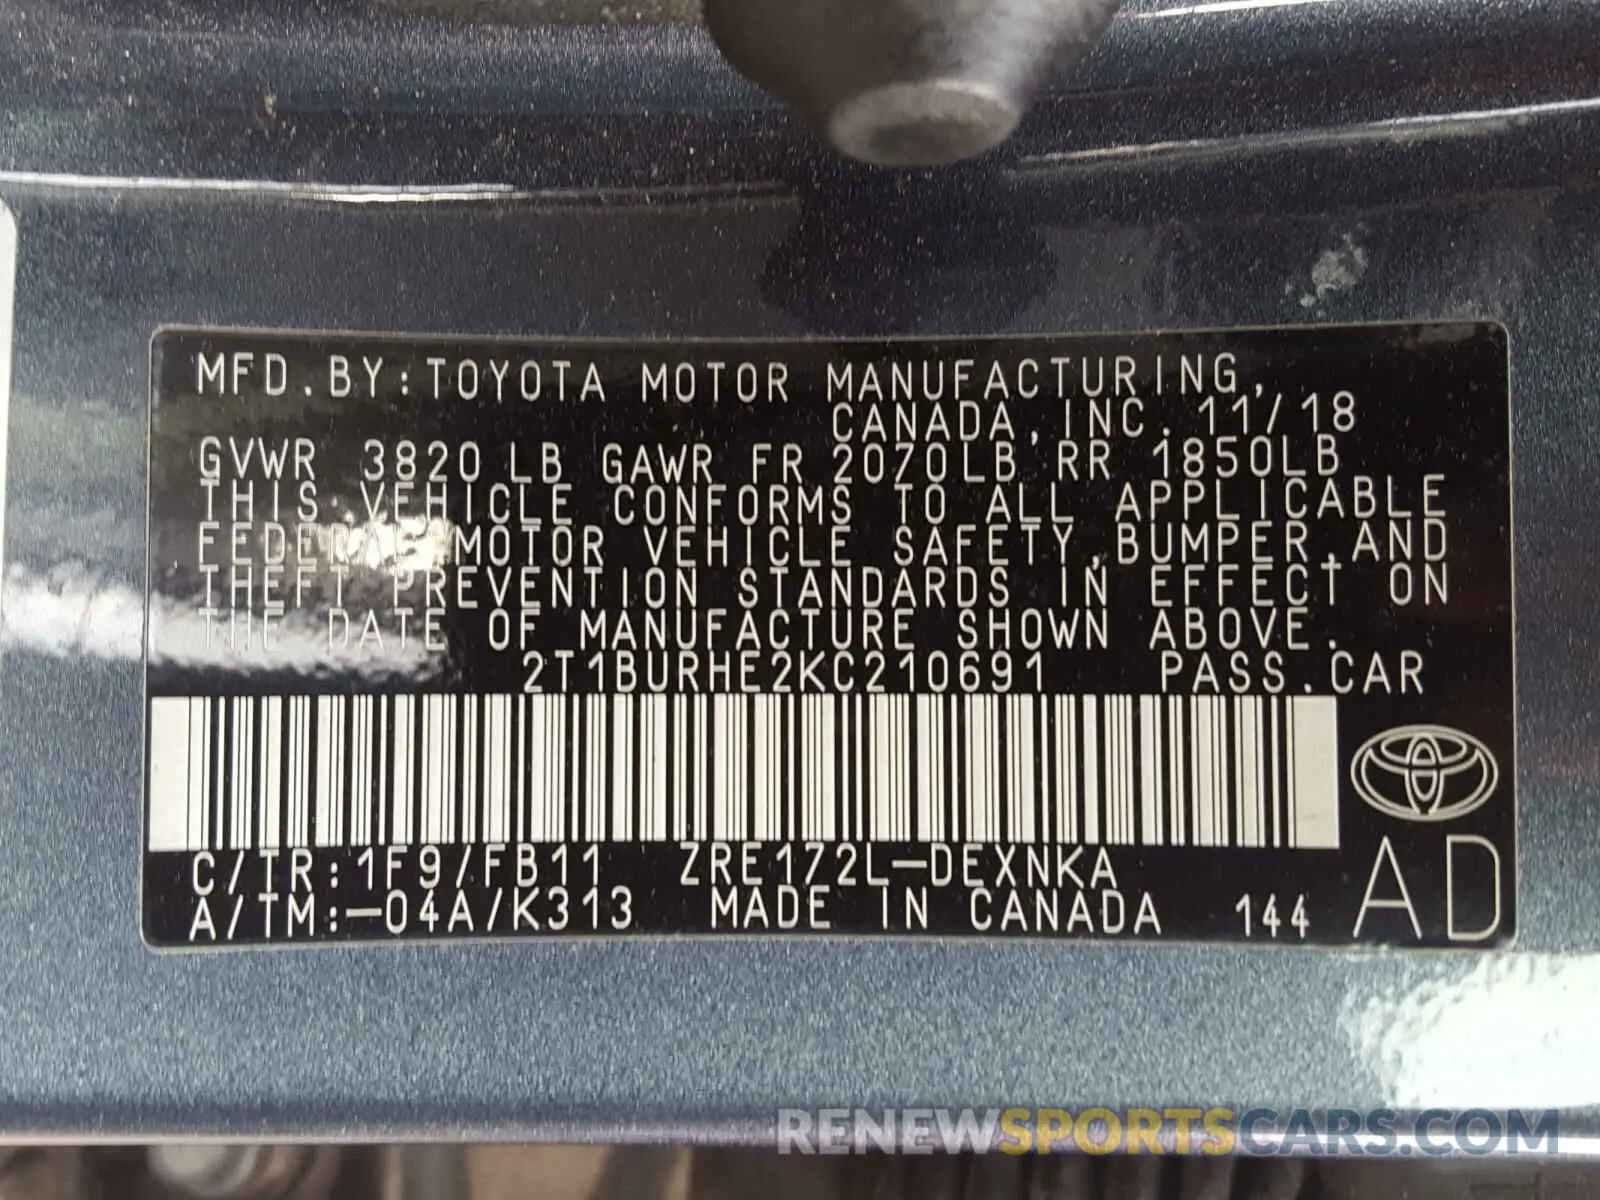 MFD.BY:TOYOTA MOTOR MANUFACTURING,
CANADA,INC. 11/18
GVWR 3820 LB GAWR FR 2070LB RR 1850LB
THIS VEHICLE CONFORMS TO ALL APPLICABLE
FEDERAL MOTOR VEHICLE SAFETY,BUMPER,AND
THEFT PREVENTION STANDARDS IN EFFECT ON
THE DATE OF MANUFACTURE SHOWN ABOVE.
2T1BURHE2KC210691 PASS.CAR
C/TR:1F9/FB11 ZRE172L-DEXNKA
A/TM:-04A/K313 MADE IN CANADA 144
AD
RENEWSPORTSCARS.COM